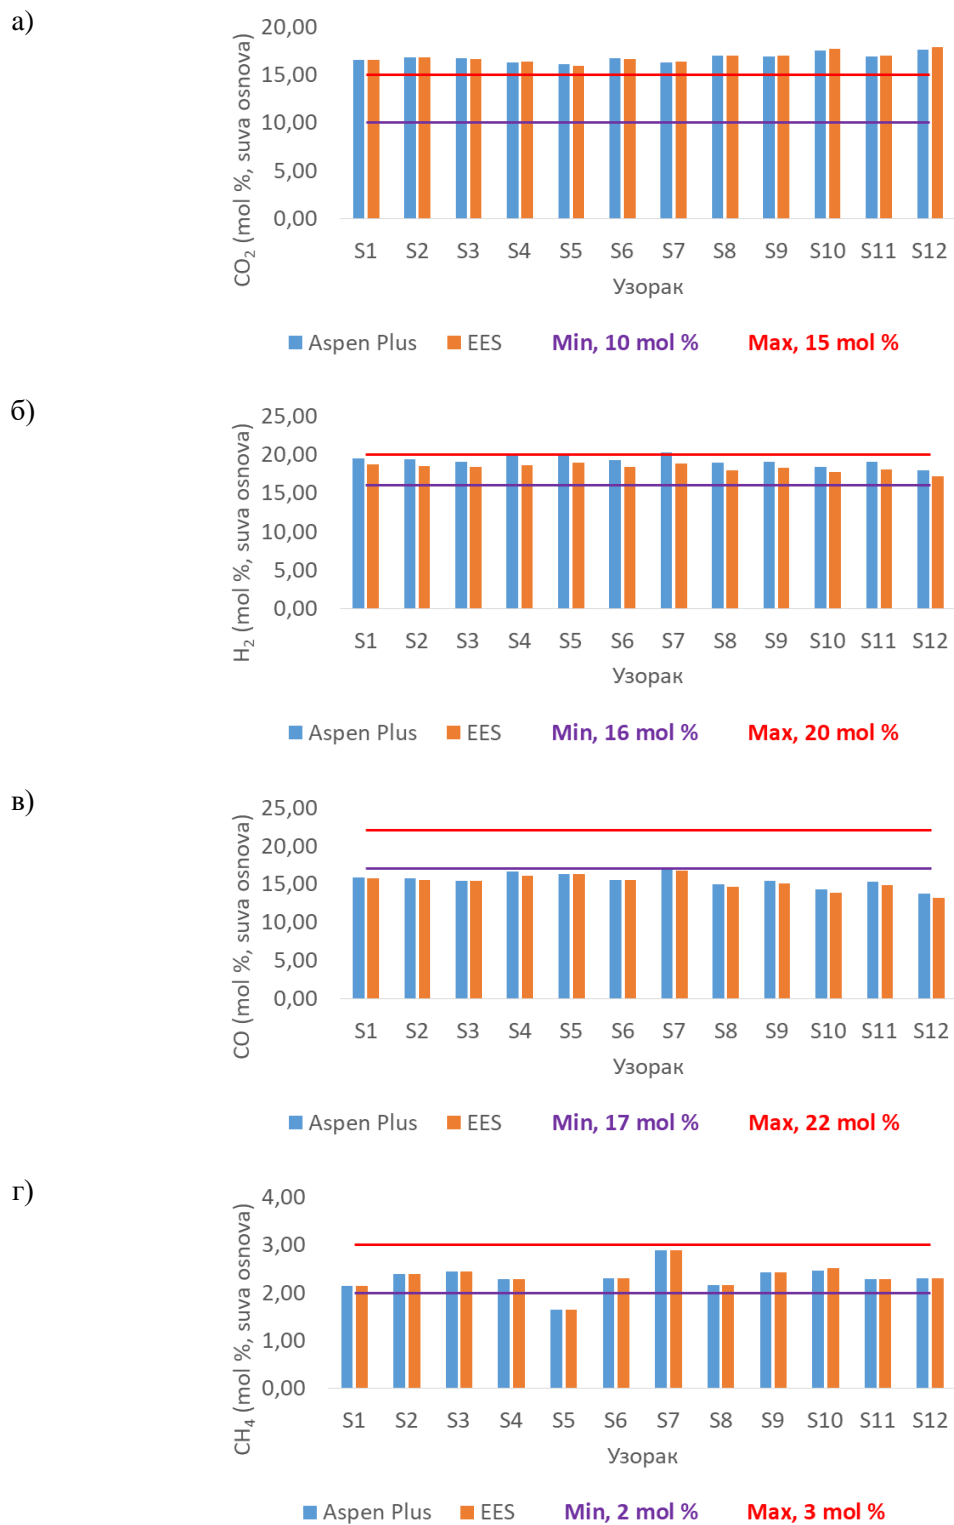 а)
CO₂ (mol %, suva osnova)
20,00
15,00
10,00
5,00
0,00
S1 S2 S3 S4 S5 S6 S7 S8 S9 S10 S11 S12
Узорак
Aspen Plus EES Min, 10 mol % Max, 15 mol %
б)
H₂ (mol %, suva osnova)
25,00
20,00
15,00
10,00
5,00
0,00
S1 S2 S3 S4 S5 S6 S7 S8 S9 S10 S11 S12
Узорак
Aspen Plus EES Min, 16 mol % Max, 20 mol %
в)
CO (mol %, suva osnova)
25,00
20,00
15,00
10,00
5,00
0,00
S1 S2 S3 S4 S5 S6 S7 S8 S9 S10 S11 S12
Узорак
Aspen Plus EES Min, 17 mol % Max, 22 mol %
г)
CH₄ (mol %, suva osnova)
4,00
3,00
2,00
1,00
0,00
S1 S2 S3 S4 S5 S6 S7 S8 S9 S10 S11 S12
Узорак
Aspen Plus EES Min, 2 mol % Max, 3 mol %